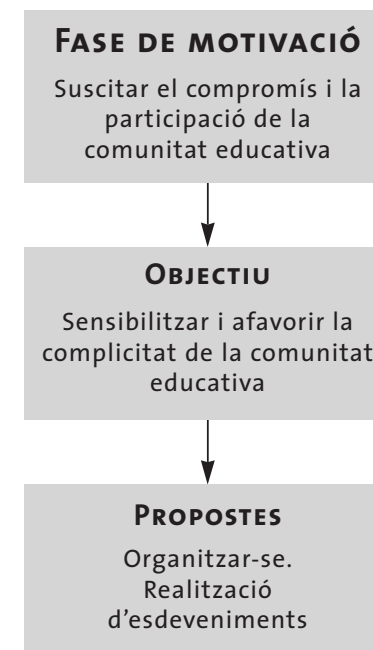 FASE DE MOTIVACIÓ
Suscitar el compromís i la
participació de la
comunitat educativa
OBJECTIU
Sensibilitzar i afavorir la
complicitat de la comunitat
educativa
PROPOSTES
Organitzar-se.
Realització
d'esdeveniments